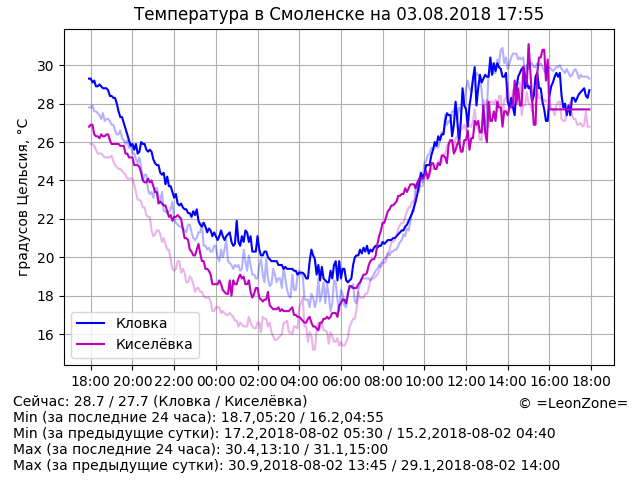 Температура в Смоленске на 03.08.2018 17:55
градусов Цельсия, °C
30
28
26
24
22
20
18
16
Кловка
Киселёвка
18:00 20:00 22:00 00:00 02:00 04:00 06:00 08:00 10:00 12:00 14:00 16:00 18:00
Сейчас: 28.7 / 27.7 (Кловка / Киселёвка)
© =LeonZone=
Min (за последние 24 часа): 18.7,05:20 / 16.2,04:55
Min (за предыдущие сутки): 17.2,2018-08-02 05:30 / 15.2,2018-08-02 04:40
Max (за последние 24 часа): 30.4,13:10 / 31.1,15:00
Max (за предыдущие сутки): 30.9,2018-08-02 13:45 / 29.1,2018-08-02 14:00